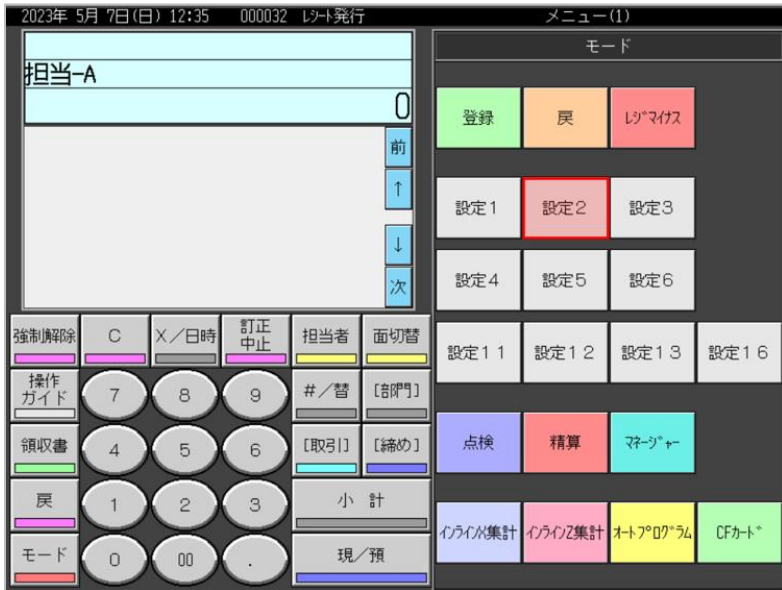 2023年 5月 7日(日) 12:35 000032 ﾚｼｰﾄ発行 メニュー(1)
モード
担当-A
0
前
↑
↓
次
登録 戻 ﾚｼﾞﾏｲﾅｽ
設定1 設定2 設定3
設定4 設定5 設定6
設定11 設定12 設定13 設定16
点検 精算 ﾏﾈｰｼﾞｬｰ
ｲﾝﾗｲﾝX集計 ｲﾝﾗｲﾝZ集計 ｵｰﾄﾌﾟﾛｸﾞﾗﾑ CFｶｰﾄﾞ
強制解除 C X／日時 訂正
中止 担当者 面切替
操作
ガイド 7 8 9 #／替 [部門]
領収書 4 5 6 [取引] [締め]
戻 1 2 3 小 計
モード 0 00 . 現／預